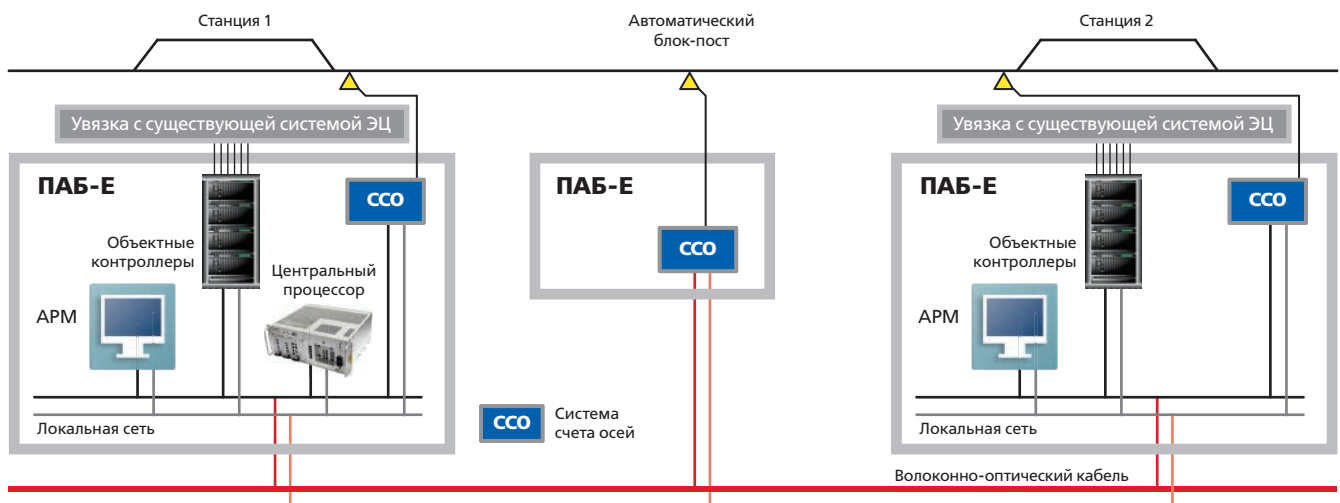 Станция 1
Автоматический
блок-пост
Станция 2
Увязка с существующей системой ЭЦ
Увязка с существующей системой ЭЦ
ПАБ-Е
ССО
Объектные
контроллеры
Центральный
процессор
АРМ
Локальная сеть
ПАБ-Е
ССО
ССО
Система
счета осей
ПАБ-Е
ССО
Объектные
контроллеры
АРМ
Локальная сеть
Волоконно-оптический кабель